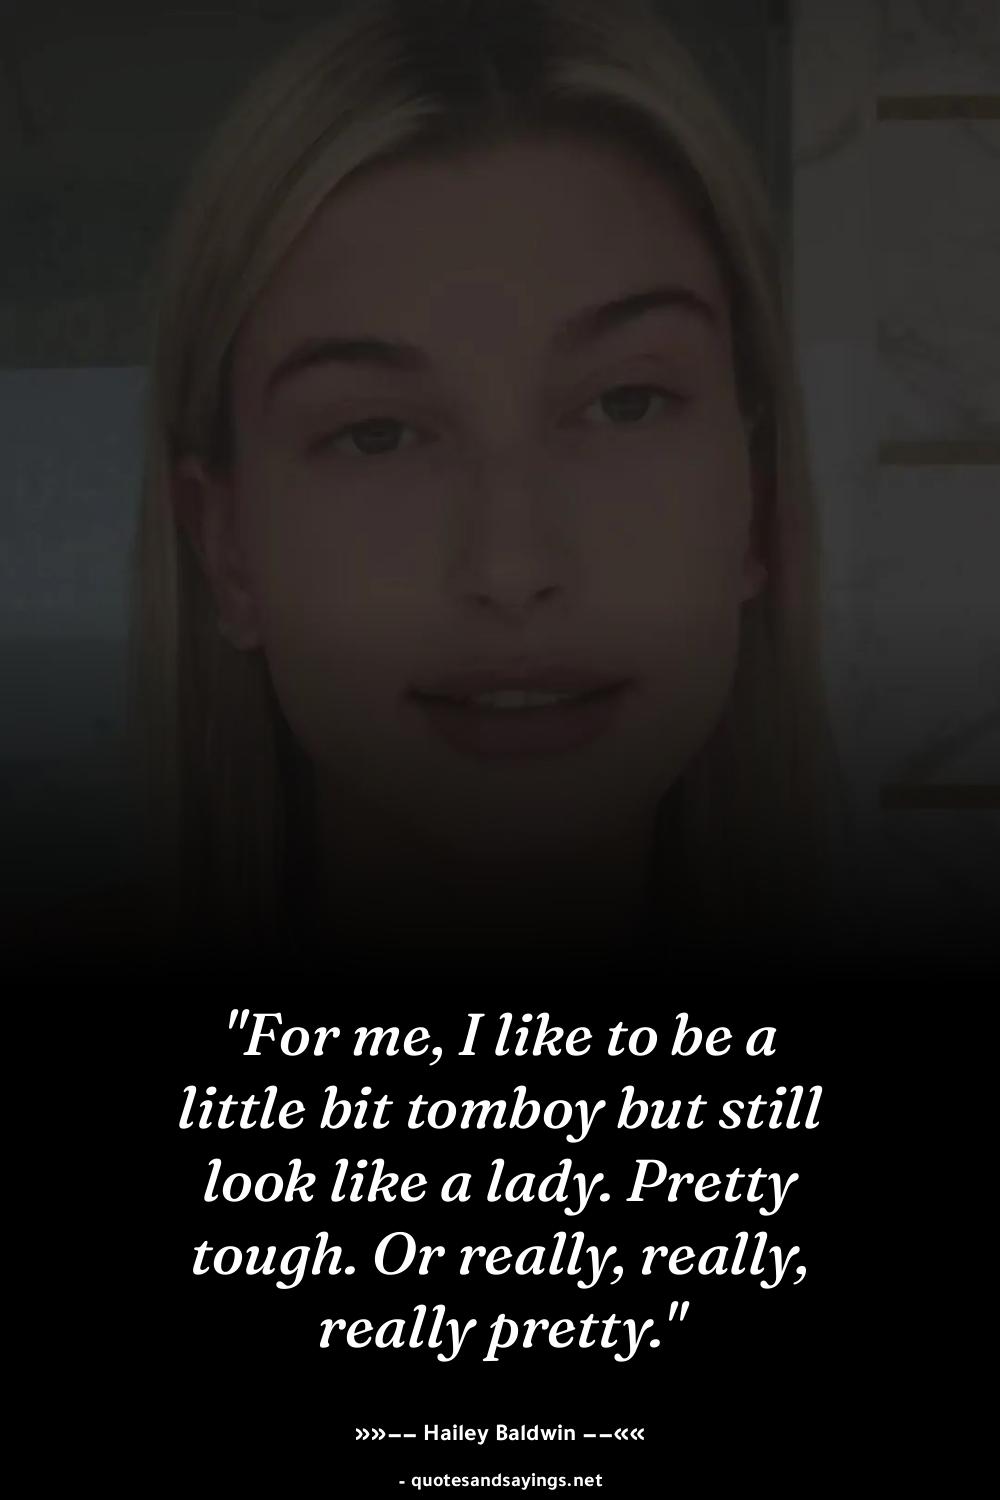 "For me, I like to be a
little bit tomboy but still
look like a lady. Pretty
tough. Or really, really,
really pretty."
»»–– Hailey Baldwin ––««
- quotesandsayings.net